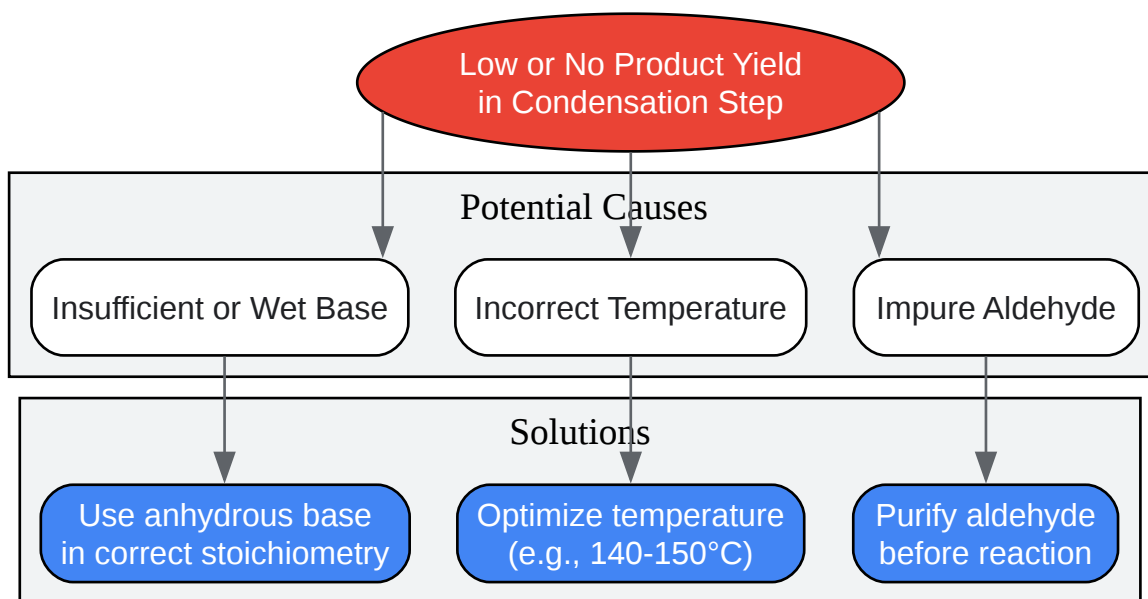 Low or No Product Yield
in Condensation Step
Potential Causes
Insufficient or Wet Base
Incorrect Temperature
Impure Aldehyde
Solutions
Use anhydrous base
in correct stoichiometry
Optimize temperature
(e.g., 140-150°C)
Purify aldehyde
before reaction